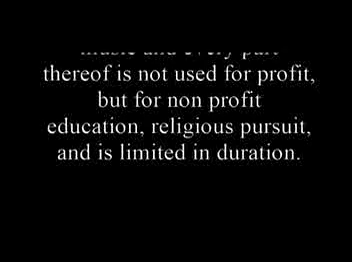 music and every part
thereof is not used for profit,
but for non profit
education, religious pursuit,
and is limited in duration.